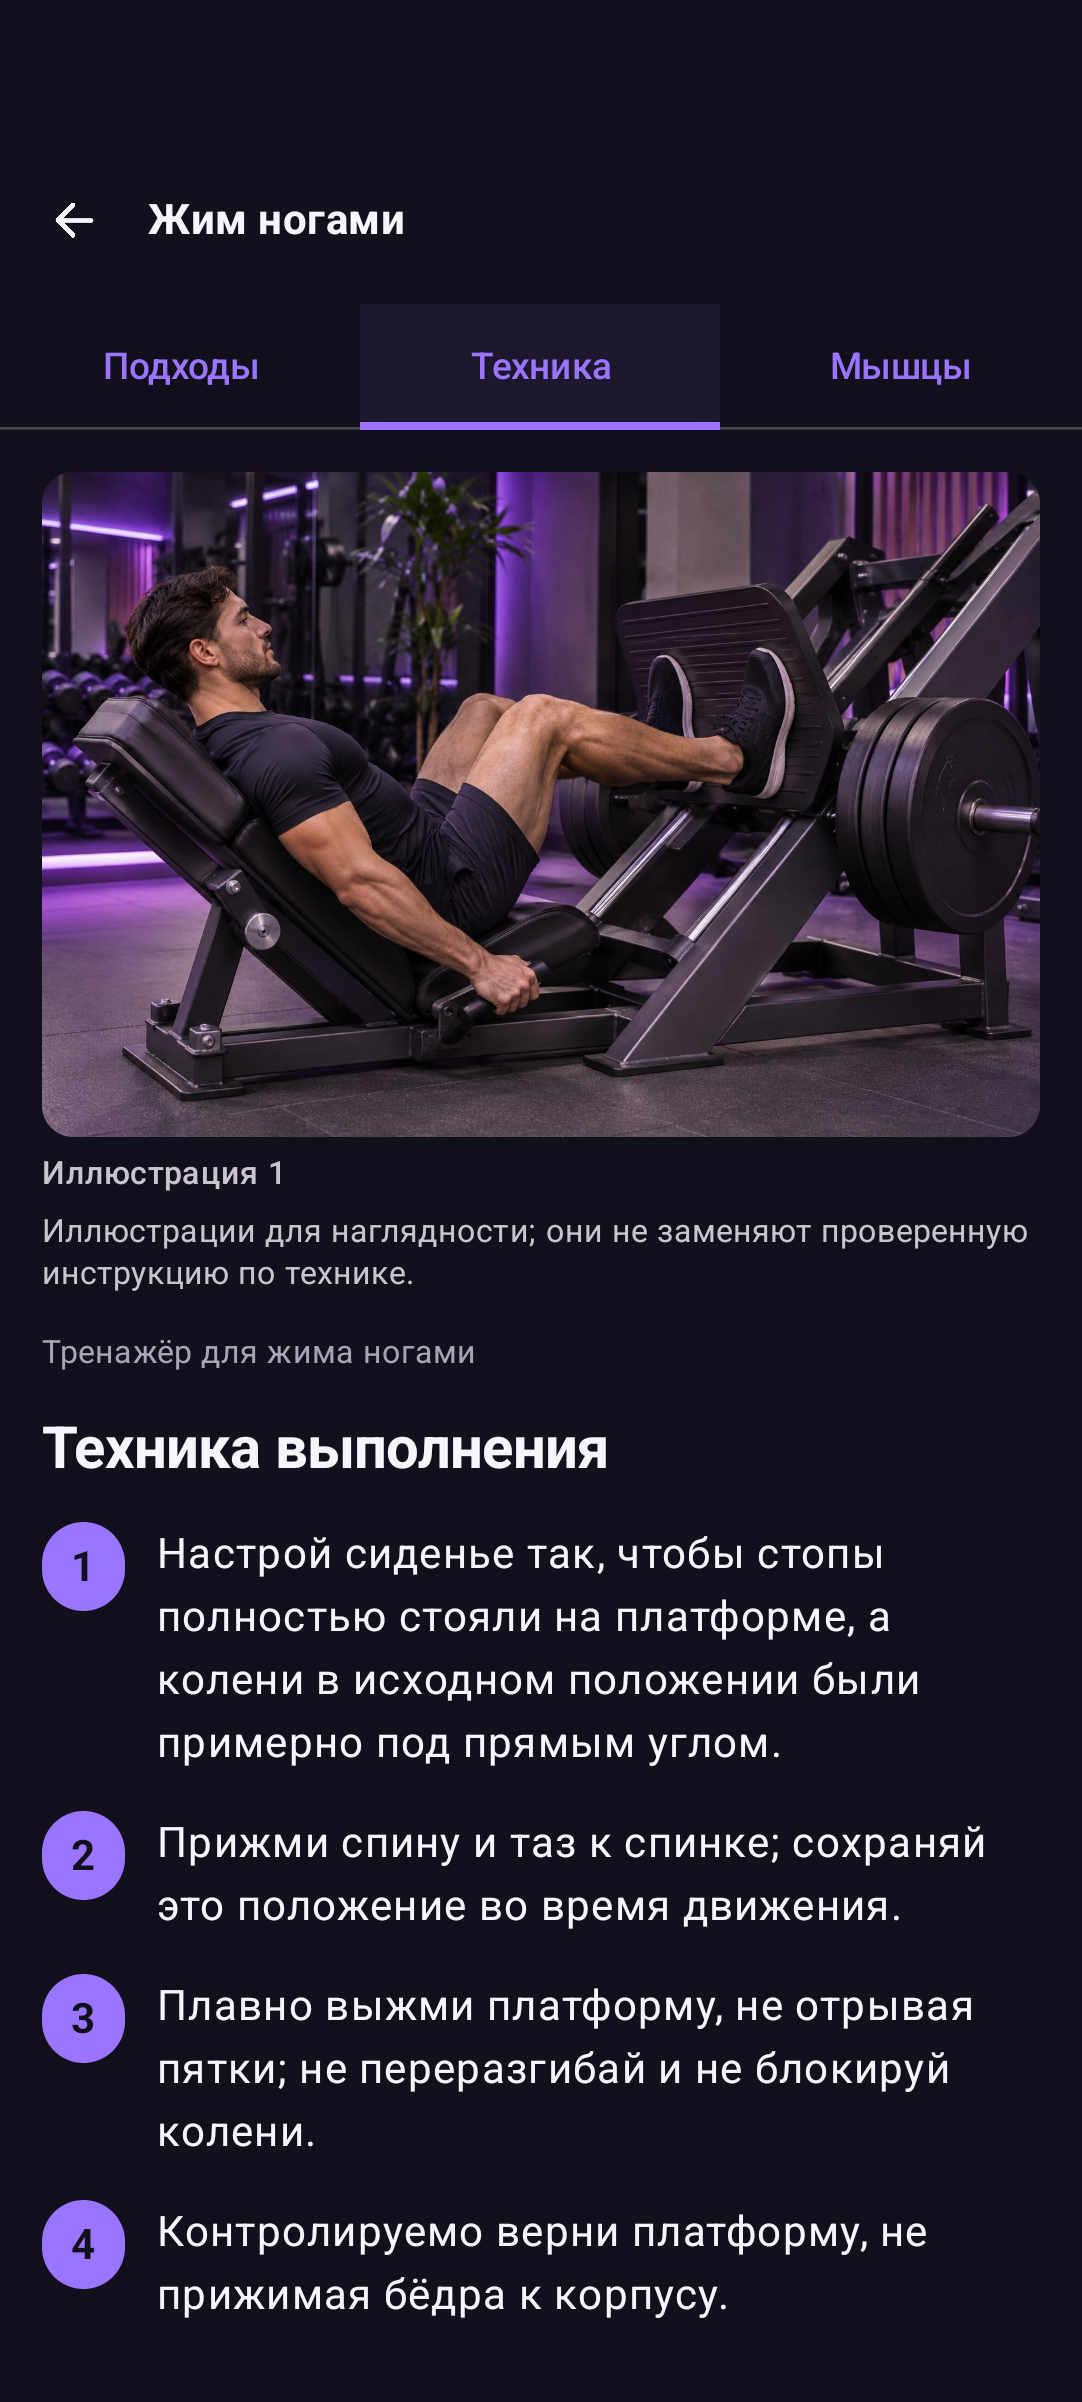 Жим ногами
Подходы
Техника
Мышцы
Иллюстрация 1
Иллюстрации для наглядности; они не заменяют проверенную
инструкцию по технике.
Тренажёр для жима ногами
Техника выполнения
1
Настрой сиденье так, чтобы стопы
полностью стояли на платформе, а
колени в исходном положении были
примерно под прямым углом.
2
Прижми спину и таз к спинке; сохраняй
это положение во время движения.
3
Плавно выжми платформу, не отрывая
пятки; не переразгибай и не блокируй
колени.
4
Контролируемо верни платформу, не
прижимая бёдра к корпусу.